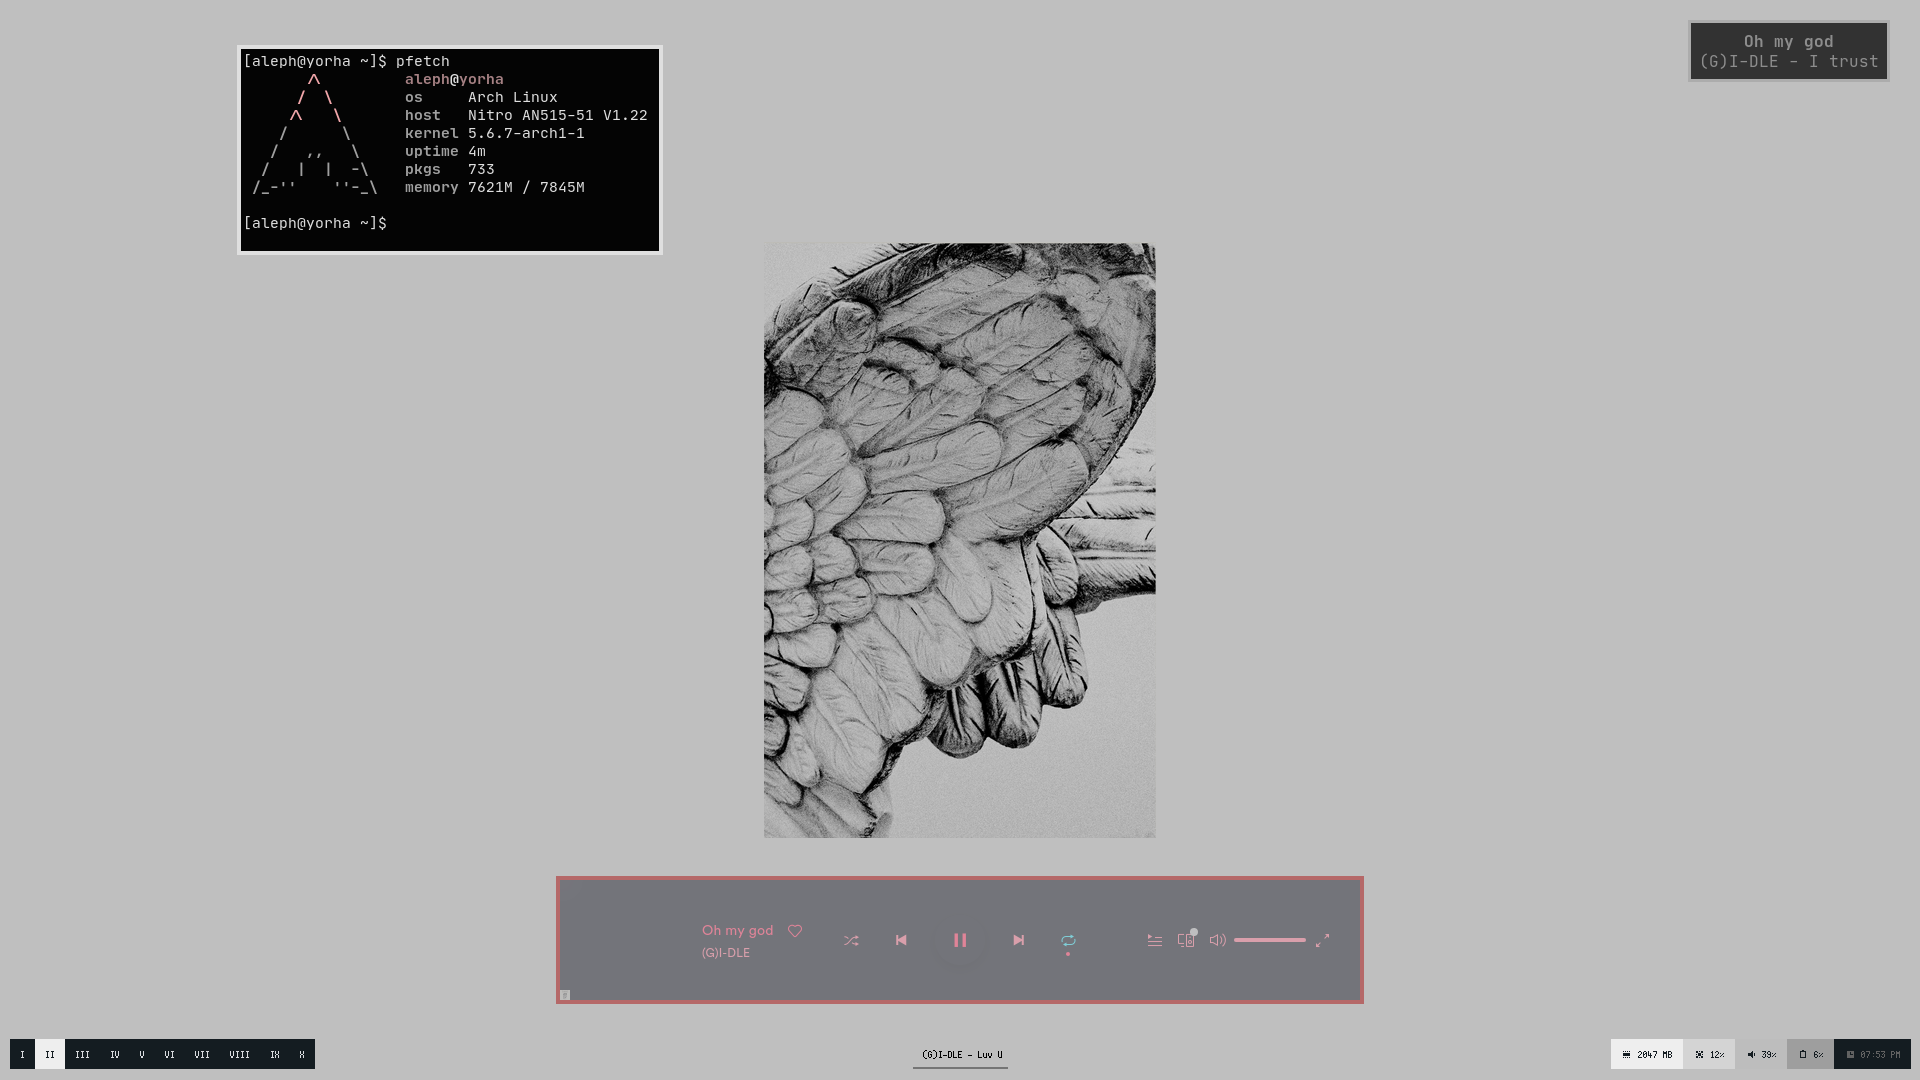 [aleph@yorha ~]$ pfetch
aleph@yorha
os Arch Linux
host Nitro AN515-51 V1.22
kernel 5.6.7-arch1-1
uptime 4m
pkgs 733
memory 7621M / 7845M
[aleph@yorha ~]$
Oh my god
(G)I-DLE - I trust
Oh my god
(G)I-DLE
I II III IV V VI VII VIII IX X
(G)I-DLE - Luv U
2047 MB 12% 39% 6% 07:53 PM